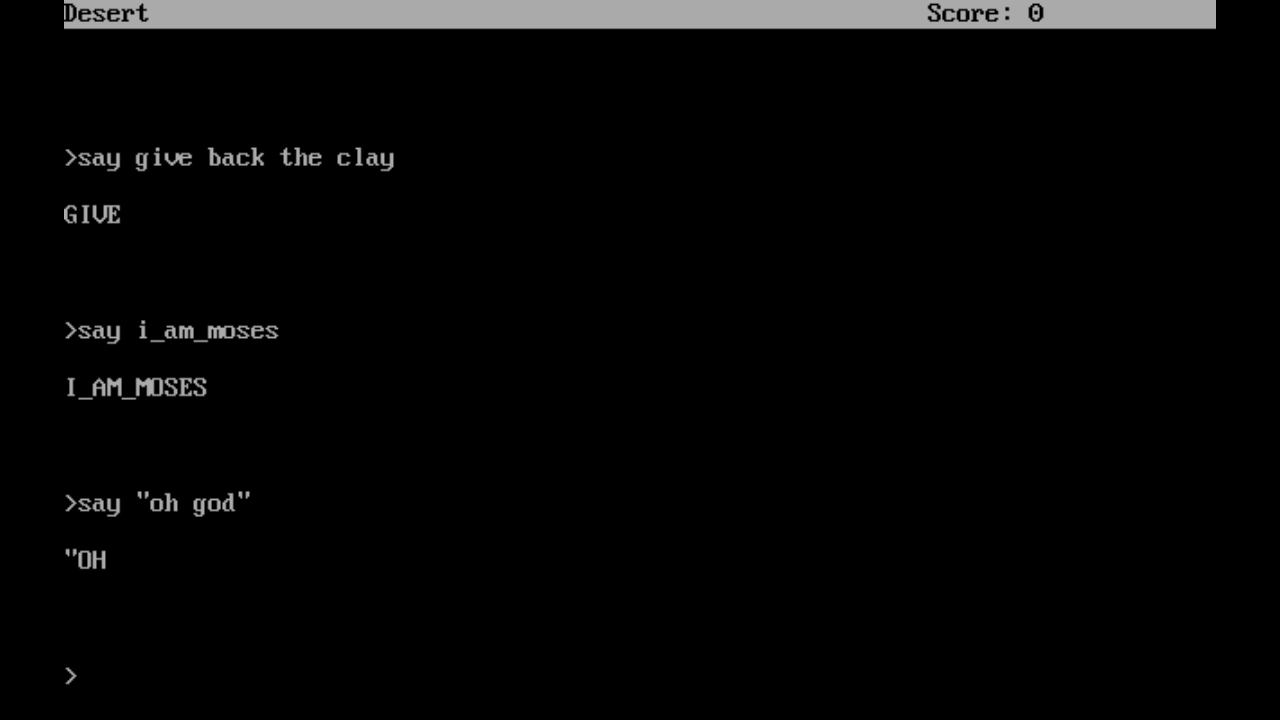 Desert Score: 0
>say give back the clay
GIVE
>say i_am_moses
I_AM_MOSES
>say "oh god"
"OH
>